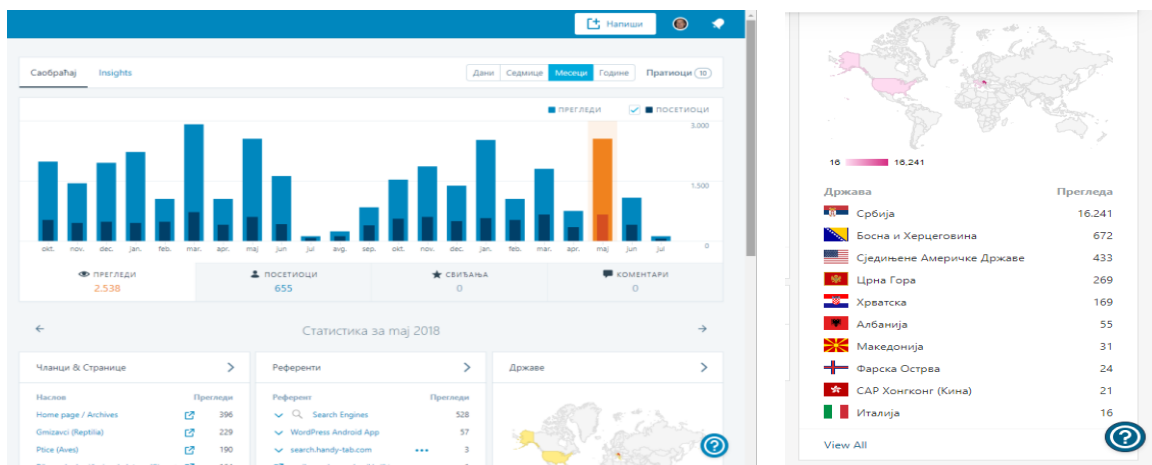 Напиши
Саобраћај Insights Дани Седмице Месеци Године Пратиоци 10
ПРЕГЛЕДИ ПОСЕТИОЦИ
3,000
1,500
0
okt. nov. dec. jan. feb. mar. apr. maj jun jul avg. sep. okt. nov. dec. jan. feb. mar. apr. maj jun jul
ПРЕГЛЕДИ ПОСЕТИОЦИ СВИЂАЊА КОМЕНТАРИ
2.538 655 0 0
Статистика за maj 2018
Чланци & Странице Референти Државе
Наслов Прегледи Референт Прегледи
Home page / Archives 396 Search Engines 528
Gmizavci (Reptilia) 229 WordPress Android App 57
Ptice (Aves) 190 search.handy-tab.com 3
16 16.241
Држава Прегледа
Србија 16.241
Босна и Херцеговина 672
Сједињене Америчке Државе 433
Црна Гора 269
Хрватска 169
Албанија 55
Македонија 31
Фарска Острва 24
САР Хонгконг (Кина) 21
Италија 16
View All